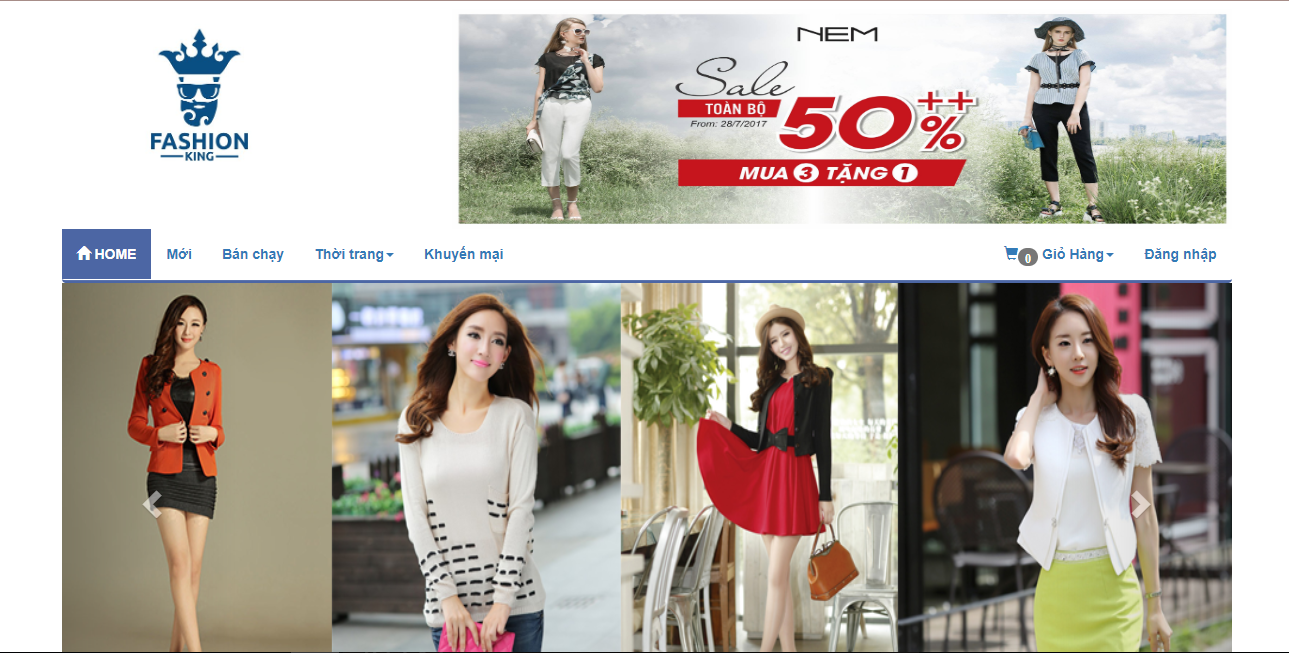 FASHION
KING
NEM
Sale
TOÀN BỘ
From: 28/7/2017
50++%
MUA 3 TẶNG 1
HOME
Mới
Bán chạy
Thời trang
Khuyến mại
0
Giỏ Hàng
Đăng nhập